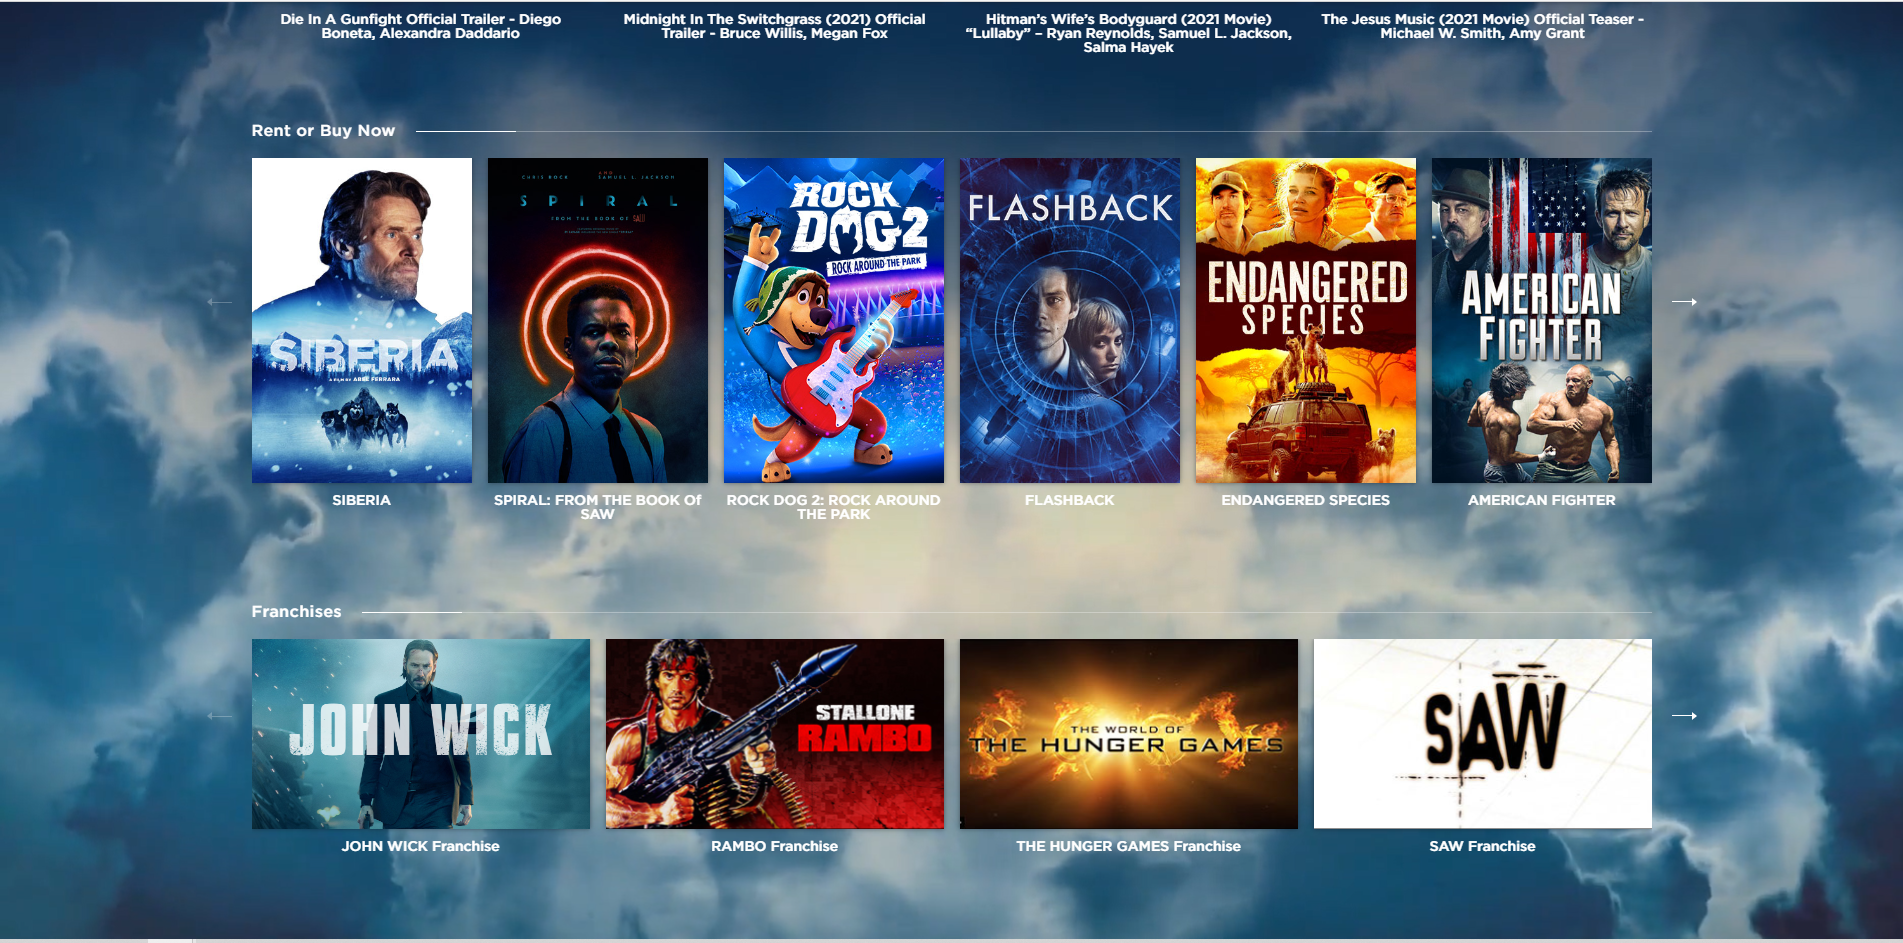 Die In A Gunfight Official Trailer - Diego
Boneta, Alexandra Daddario
Midnight In The Switchgrass (2021) Official
Trailer - Bruce Willis, Megan Fox
Hitman’s Wife’s Bodyguard (2021 Movie)
“Lullaby” – Ryan Reynolds, Samuel L. Jackson,
Salma Hayek
The Jesus Music (2021 Movie) Official Teaser -
Michael W. Smith, Amy Grant
Rent or Buy Now
SIBERIA
A FILM BY ABEL FERRARA
CHRIS ROCK AND SAMUEL L. JACKSON
SPIRAL
FROM THE BOOK OF SAW
ROCK
DOG 2
ROCK AROUND THE PARK
FLASHBACK
ENDANGERED
SPECIES
AMERICAN
FIGHTER
SIBERIA
SPIRAL: FROM THE BOOK Of
SAW
ROCK DOG 2: ROCK AROUND
THE PARK
FLASHBACK
ENDANGERED SPECIES
AMERICAN FIGHTER
Franchises
JOHN WICK
STALLONE
RAMBO
THE WORLD OF
THE HUNGER GAMES
SAW
JOHN WICK Franchise
RAMBO Franchise
THE HUNGER GAMES Franchise
SAW Franchise